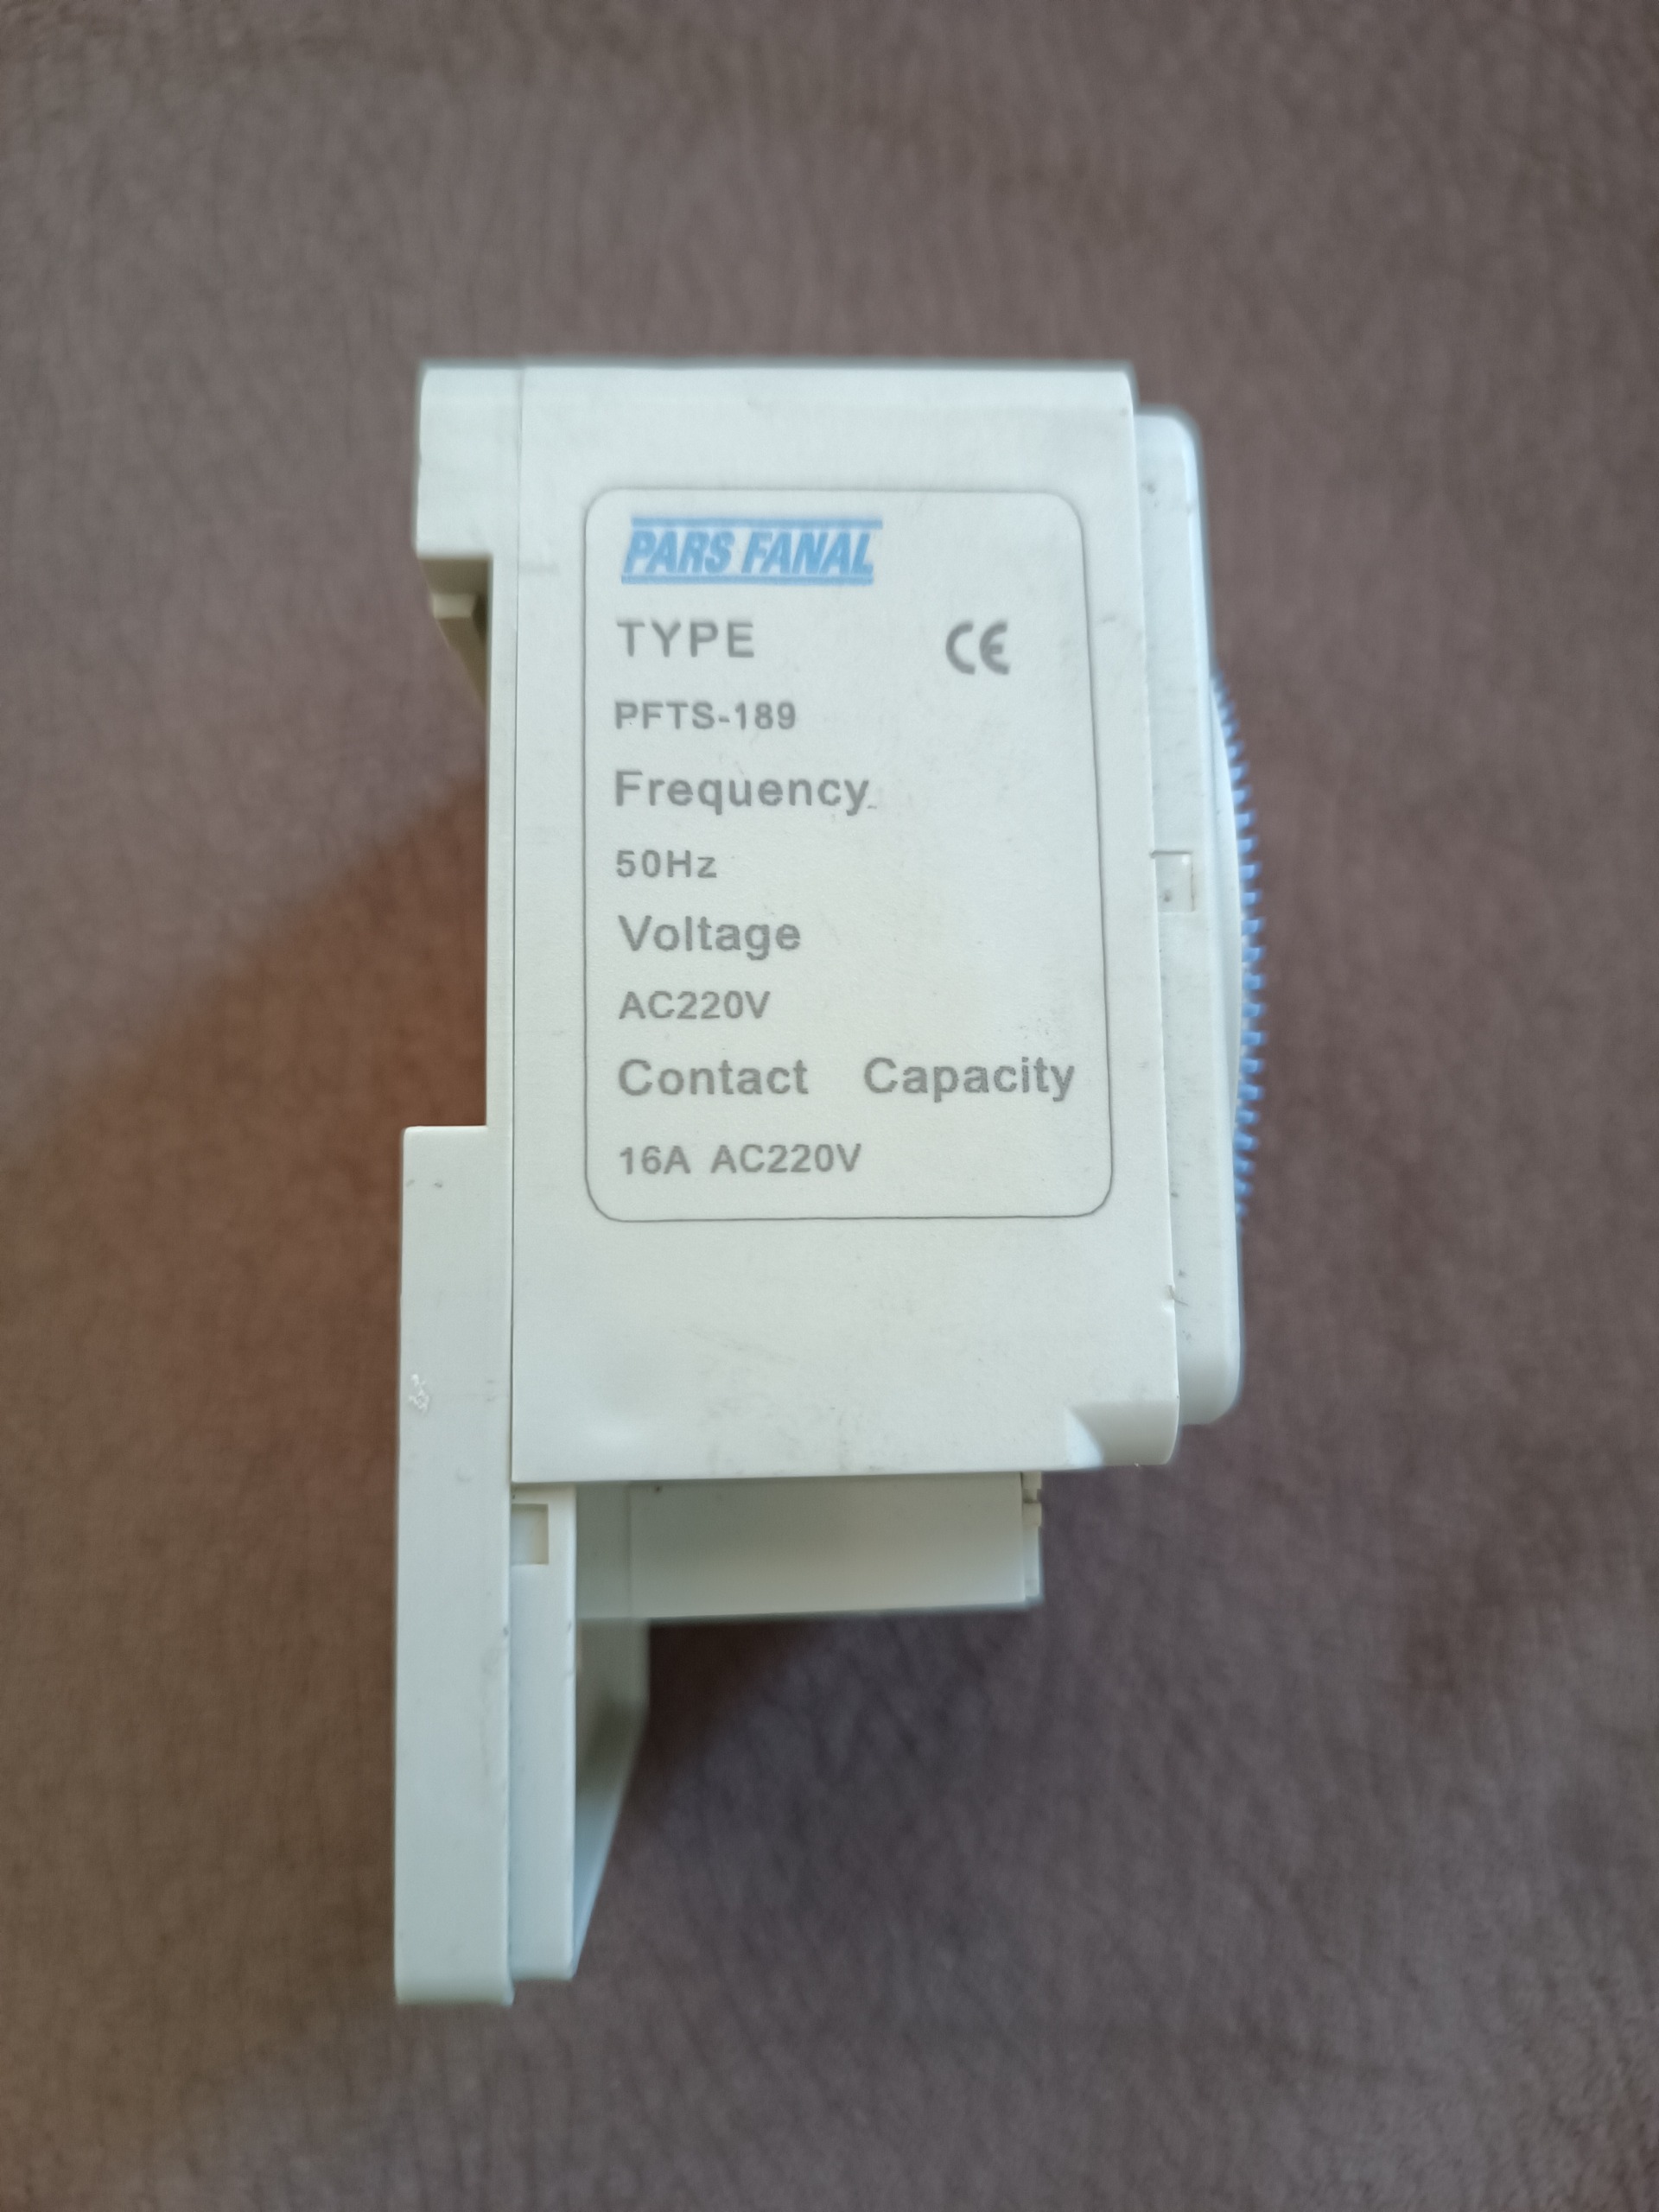 PARS FANAL
TYPE CE
PFTS-189
Frequency
50Hz
Voltage
AC220V
Contact Capacity
16A AC220V